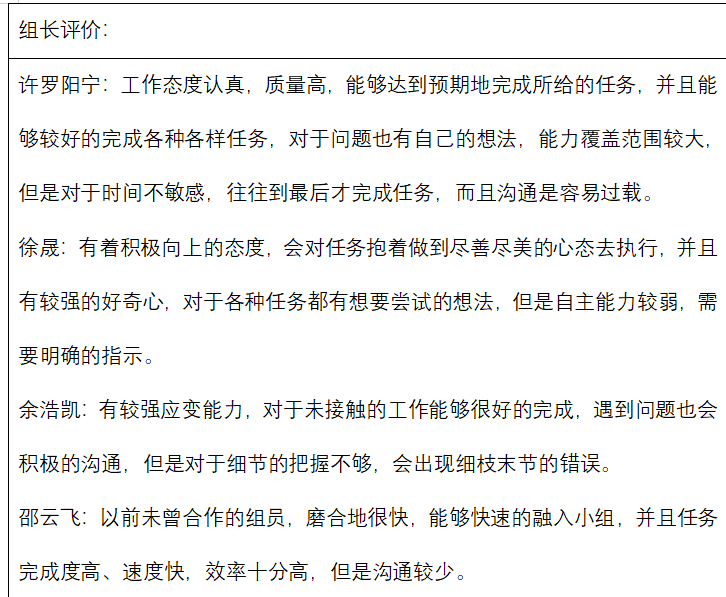 组长评价：
许罗阳宁：工作态度认真，质量高，能够达到预期地完成所给的任务，并且能
够较好的完成各种各样任务，对于问题也有自己的想法，能力覆盖范围较大，
但是对于时间不敏感，往往到最后才完成任务，而且沟通是容易过载。
徐晟：有着积极向上的态度，会对任务抱着做到尽善尽美的心态去执行，并且
有较强的好奇心，对于各种任务都有想要尝试的想法，但是自主能力较弱，需
要明确的指示。
余浩凯：有较强应变能力，对于未接触的工作能够很好的完成，遇到问题也会
积极的沟通，但是对于细节的把握不够，会出现细枝末节的错误。
邵云飞：以前未曾合作的组员，磨合地很快，能够快速的融入小组，并且任务
完成度高、速度快，效率十分高，但是沟通较少。